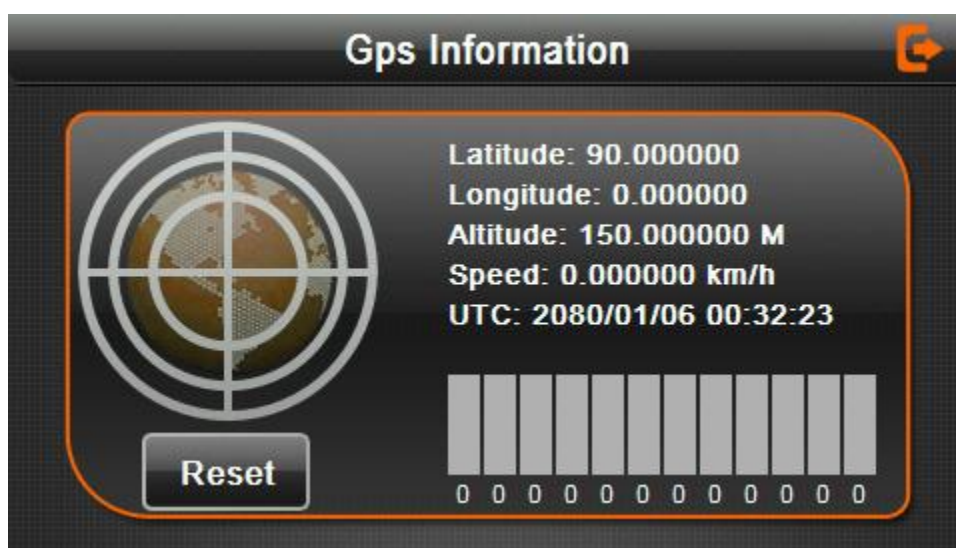 Gps Information
Latitude: 90.000000
Longitude: 0.000000
Altitude: 150.000000 M
Speed: 0.000000 km/h
UTC: 2080/01/06 00:32:23
Reset
0 0 0 0 0 0 0 0 0 0 0 0